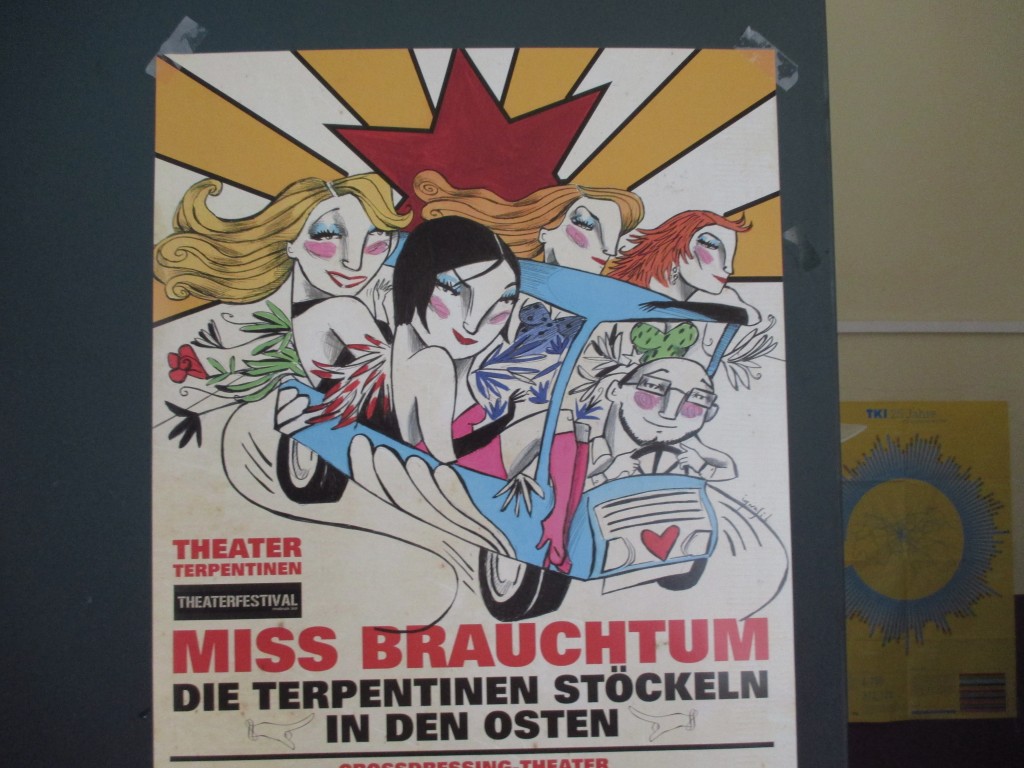 THEATER
TERPENTINEN
THEATERFESTIVAL
MISS BRAUCHTUM
DIE TERPENTINEN STÖCKELN
IN DEN OSTEN
CROSSDRESSING-THEATER
TKI